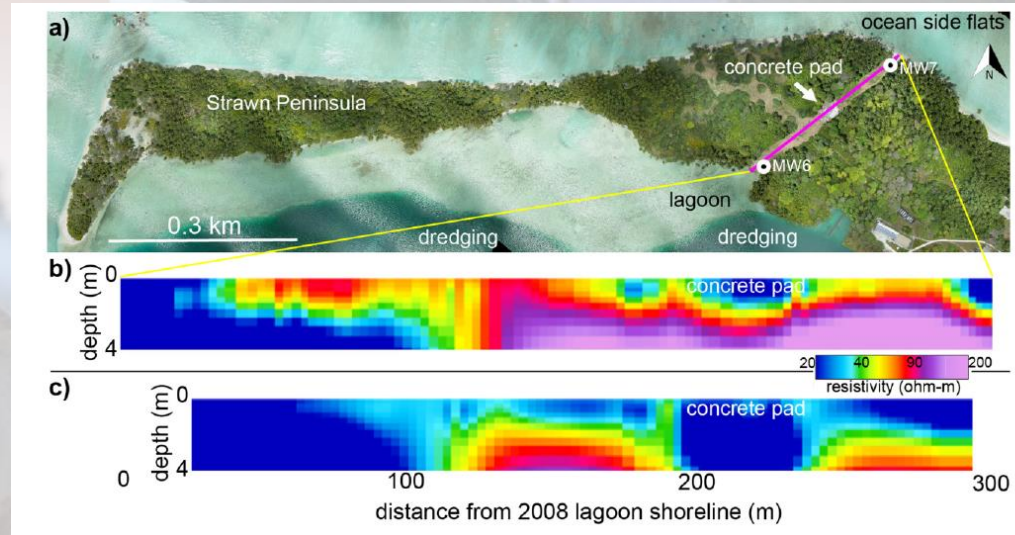 a)
ocean side flats
concrete pad
MW7
N
Strawn Peninsula
MW6
lagoon
0.3 km
dredging
dredging
b)
0
depth (m)
4
concrete pad
20 40 90 200
resistivity (ohm-m)
c)
0
depth (m)
4
concrete pad
0 100 200 300
distance from 2008 lagoon shoreline (m)